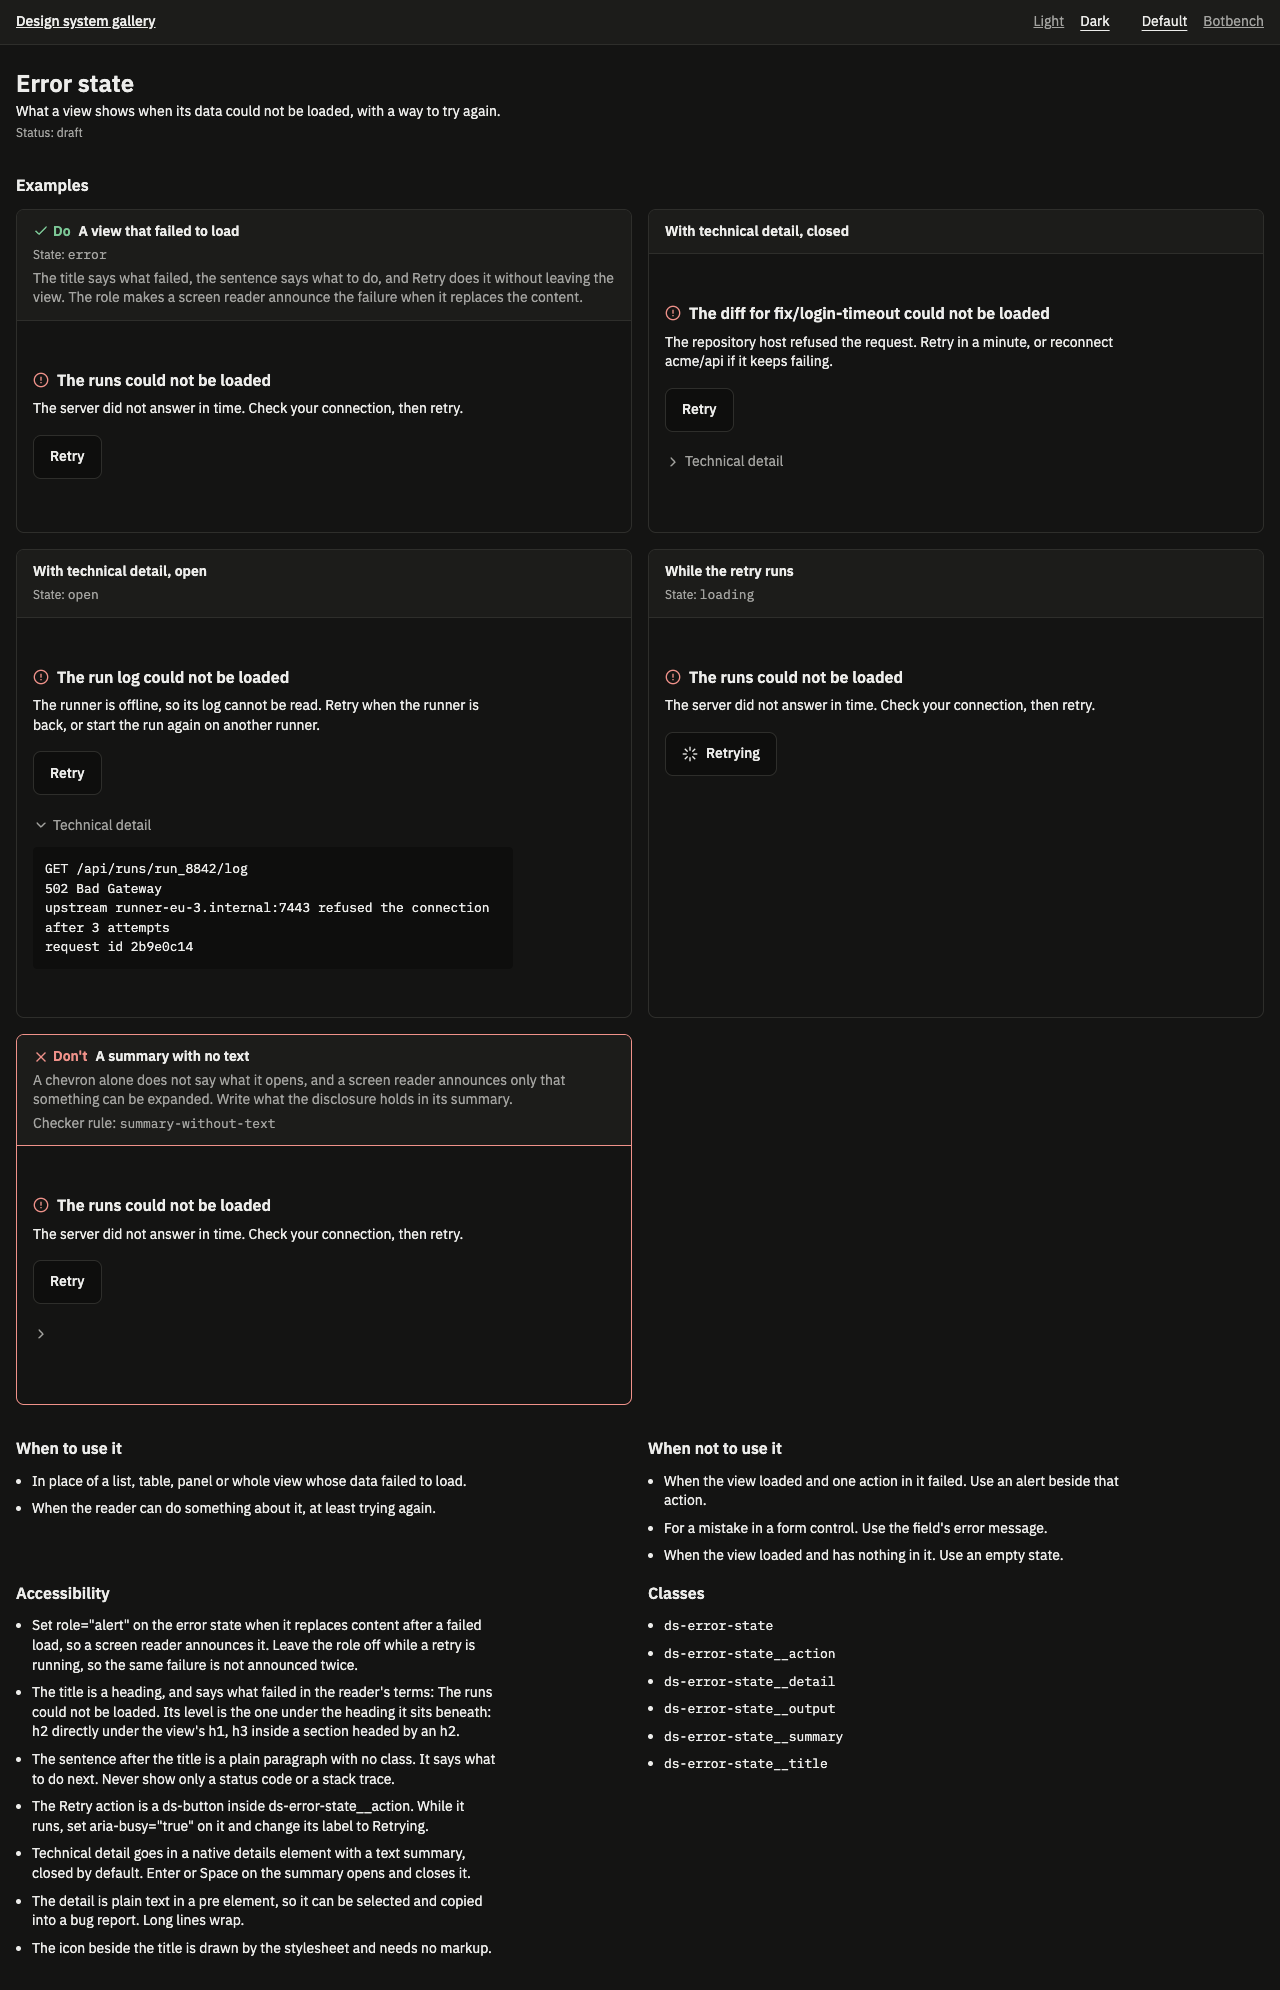 Design system gallery
Light Dark Default Botbench
Error state
What a view shows when its data could not be loaded, with a way to try again.
Status: draft
Examples
Do A view that failed to load
State: error
The title says what failed, the sentence says what to do, and Retry does it without leaving the
view. The role makes a screen reader announce the failure when it replaces the content.
The runs could not be loaded
The server did not answer in time. Check your connection, then retry.
Retry
With technical detail, closed
The diff for fix/login-timeout could not be loaded
The repository host refused the request. Retry in a minute, or reconnect
acme/api if it keeps failing.
Retry
Technical detail
With technical detail, open
State: open
The run log could not be loaded
The runner is offline, so its log cannot be read. Retry when the runner is
back, or start the run again on another runner.
Retry
Technical detail
GET /api/runs/run_8842/log
502 Bad Gateway
upstream runner-eu-3.internal:7443 refused the connection
after 3 attempts
request id 2b9e0c14
While the retry runs
State: loading
The runs could not be loaded
The server did not answer in time. Check your connection, then retry.
Retrying
Don't A summary with no text
A chevron alone does not say what it opens, and a screen reader announces only that
something can be expanded. Write what the disclosure holds in its summary.
Checker rule: summary-without-text
The runs could not be loaded
The server did not answer in time. Check your connection, then retry.
Retry
When to use it
In place of a list, table, panel or whole view whose data failed to load.
When the reader can do something about it, at least trying again.
When not to use it
When the view loaded and one action in it failed. Use an alert beside that
action.
For a mistake in a form control. Use the field's error message.
When the view loaded and has nothing in it. Use an empty state.
Accessibility
Set role="alert" on the error state when it replaces content after a failed
load, so a screen reader announces it. Leave the role off while a retry is
running, so the same failure is not announced twice.
The title is a heading, and says what failed in the reader's terms: The runs
could not be loaded. Its level is the one under the heading it sits beneath:
h2 directly under the view's h1, h3 inside a section headed by an h2.
The sentence after the title is a plain paragraph with no class. It says what
to do next. Never show only a status code or a stack trace.
The Retry action is a ds-button inside ds-error-state__action. While it
runs, set aria-busy="true" on it and change its label to Retrying.
Technical detail goes in a native details element with a text summary,
closed by default. Enter or Space on the summary opens and closes it.
The detail is plain text in a pre element, so it can be selected and copied
into a bug report. Long lines wrap.
The icon beside the title is drawn by the stylesheet and needs no markup.
Classes
ds-error-state
ds-error-state__action
ds-error-state__detail
ds-error-state__output
ds-error-state__summary
ds-error-state__title